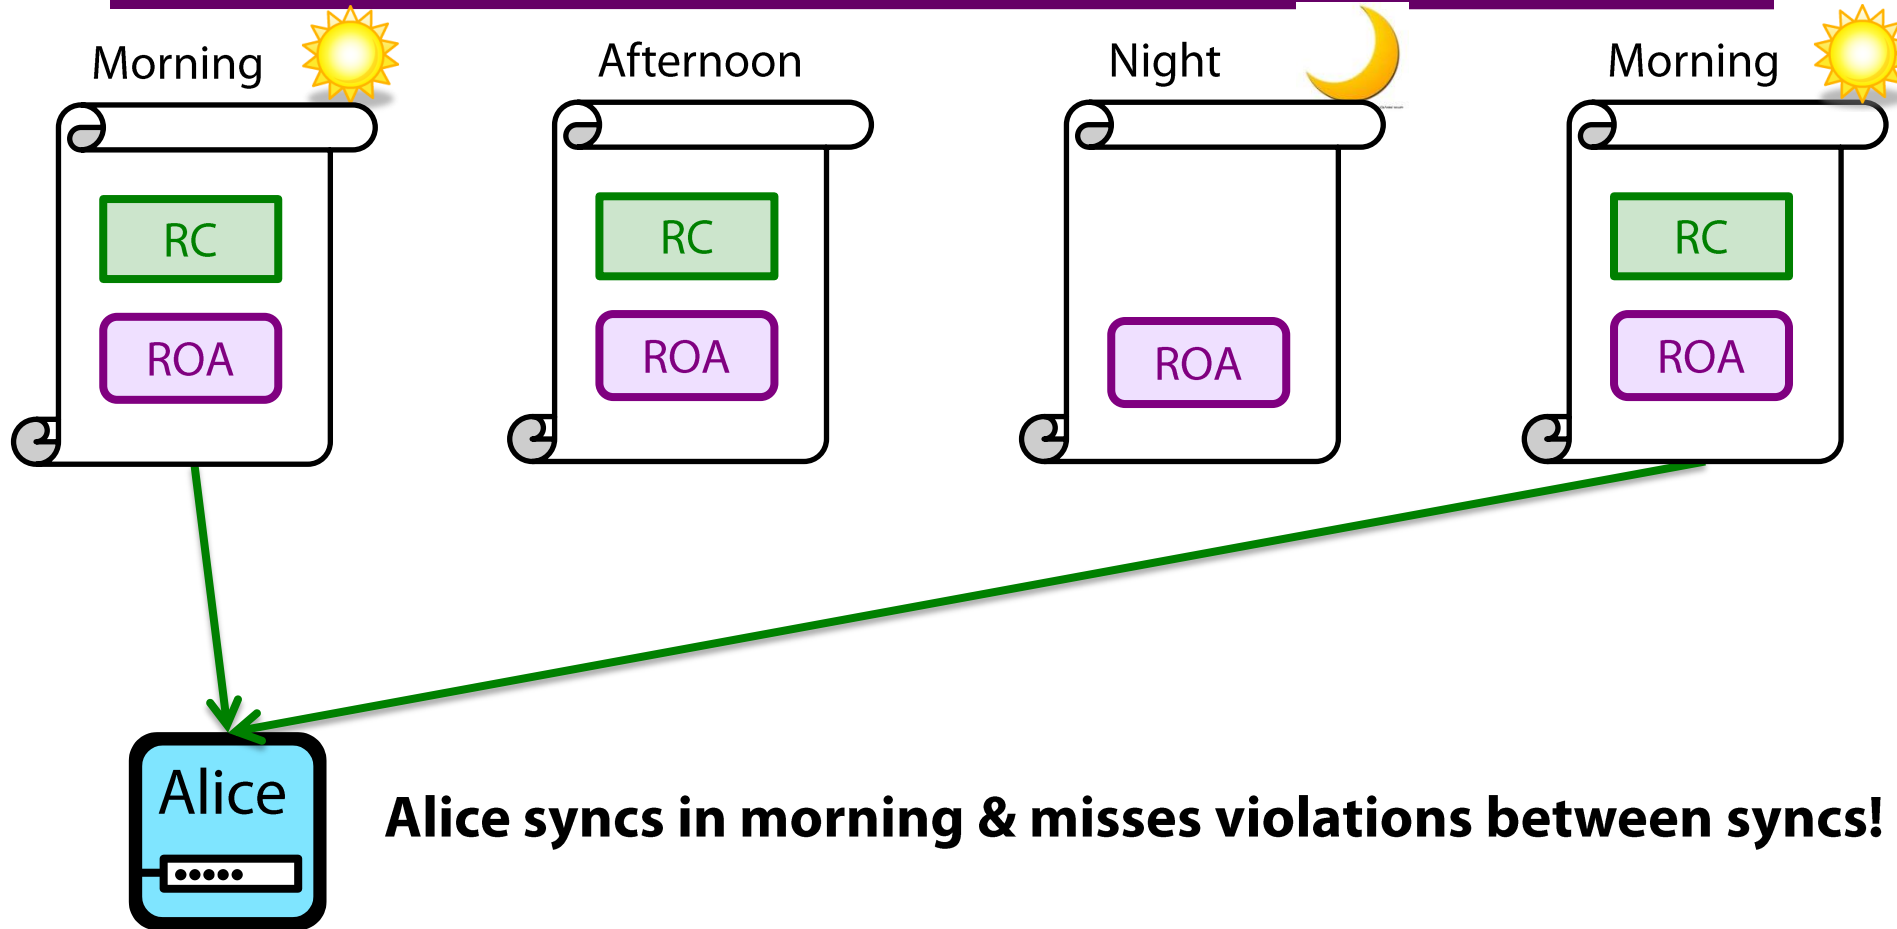 Morning
Afternoon
Night
Morning
RC
RC
RC
ROA
ROA
ROA
ROA
Alice
Alice syncs in morning & misses violations between syncs!